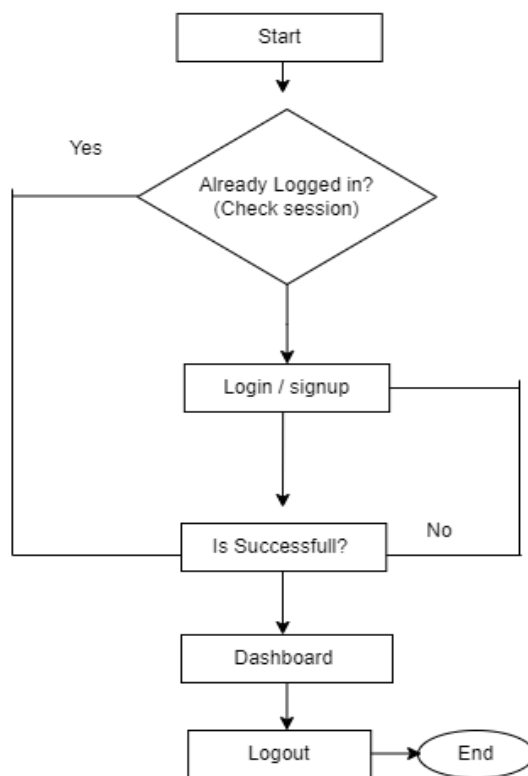 Start
Yes
Already Logged in?
(Check session)
Login / signup
Is Successfull?
No
Dashboard
Logout
End